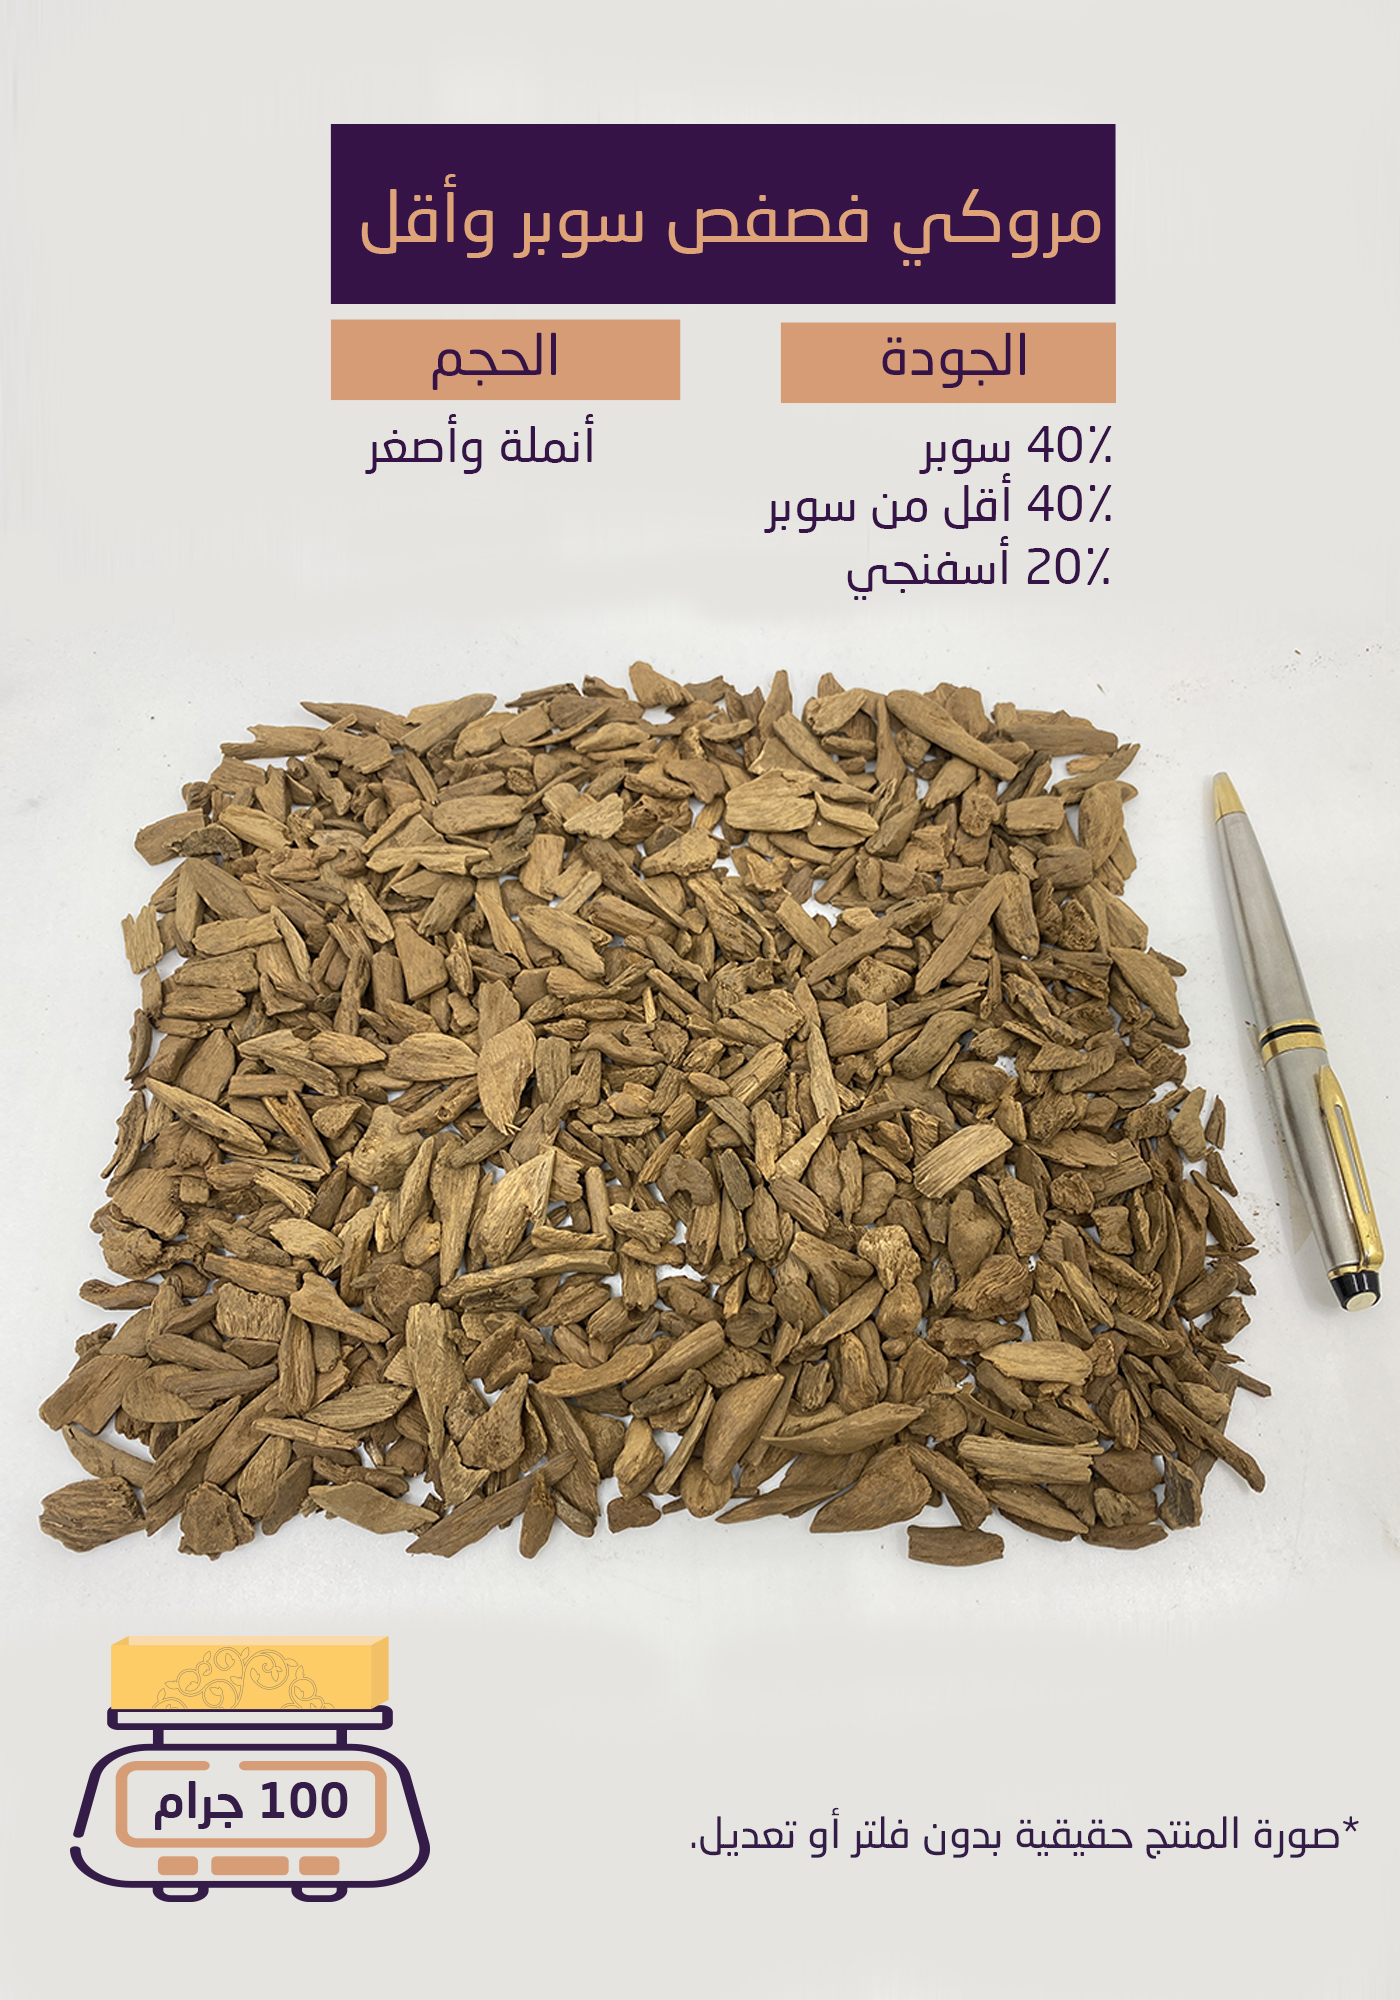 مروكي فصفص سوبر وأقل
الجودة
40٪ سوبر
40٪ أقل من سوبر
20٪ أسفنجي
الحجم
أنملة وأصغر
100 جرام
*صورة المنتج حقيقية بدون فلتر أو تعديل.